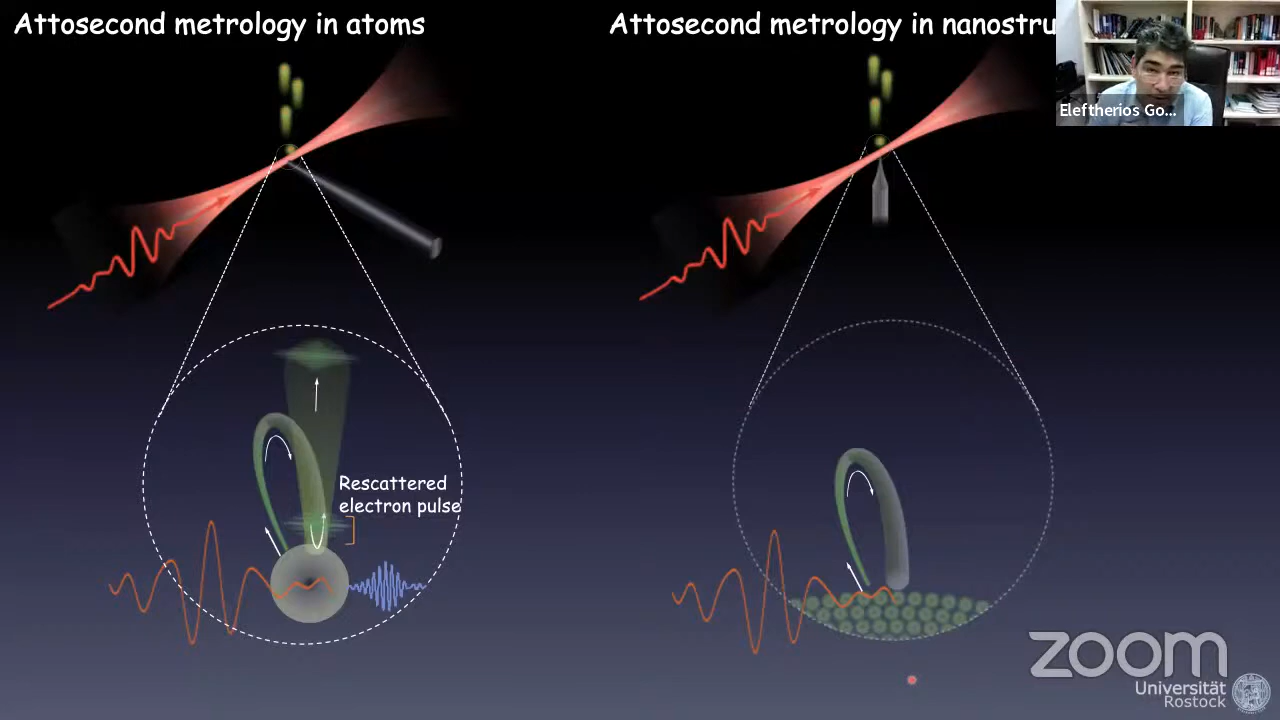 Attosecond metrology in atoms
Attosecond metrology in nanostru
Eleftherios Go...
Rescattered
electron pulse
zoom
Universität
Rostock